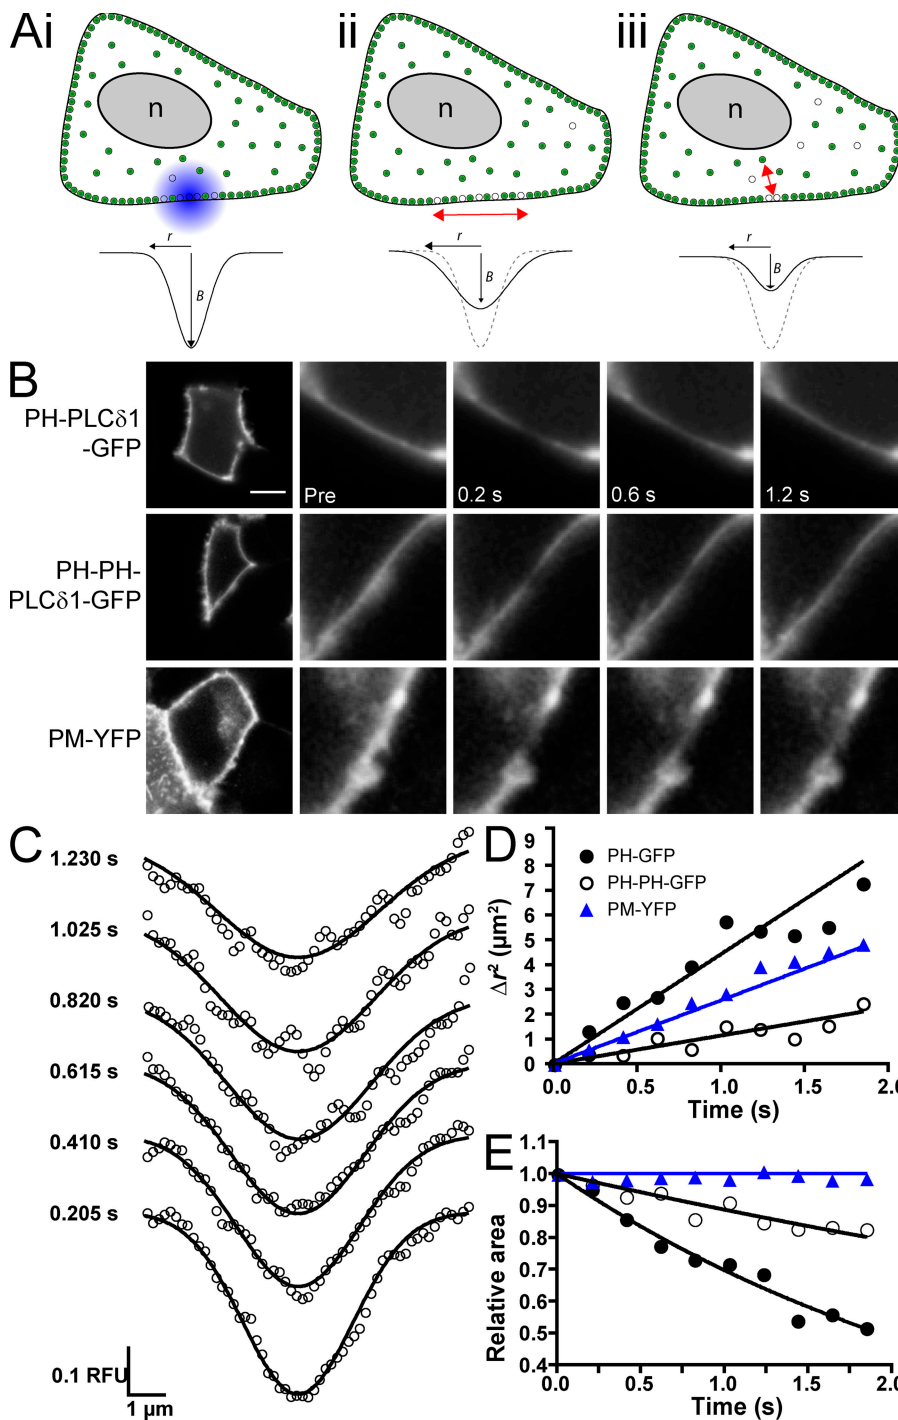 Ai
ii
iii
n
n
n
r
r
r
B
B
B
B
PH-PLCδ1
-GFP
Pre
0.2 s
0.6 s
1.2 s
PH-PH-
PLCδ1-GFP
PM-YFP
C
1.230 s
1.025 s
0.820 s
0.615 s
0.410 s
0.205 s
0.1 RFU
1 µm
D
PH-GFP
PH-PH-GFP
PM-YFP
Δr² (µm²)
9
8
7
6
5
4
3
2
1
0
0.0
0.5
1.0
1.5
2.0
Time (s)
E
Relative area
1.1
1.0
0.9
0.8
0.7
0.6
0.5
0.4
0.0
0.5
1.0
1.5
2.0
Time (s)